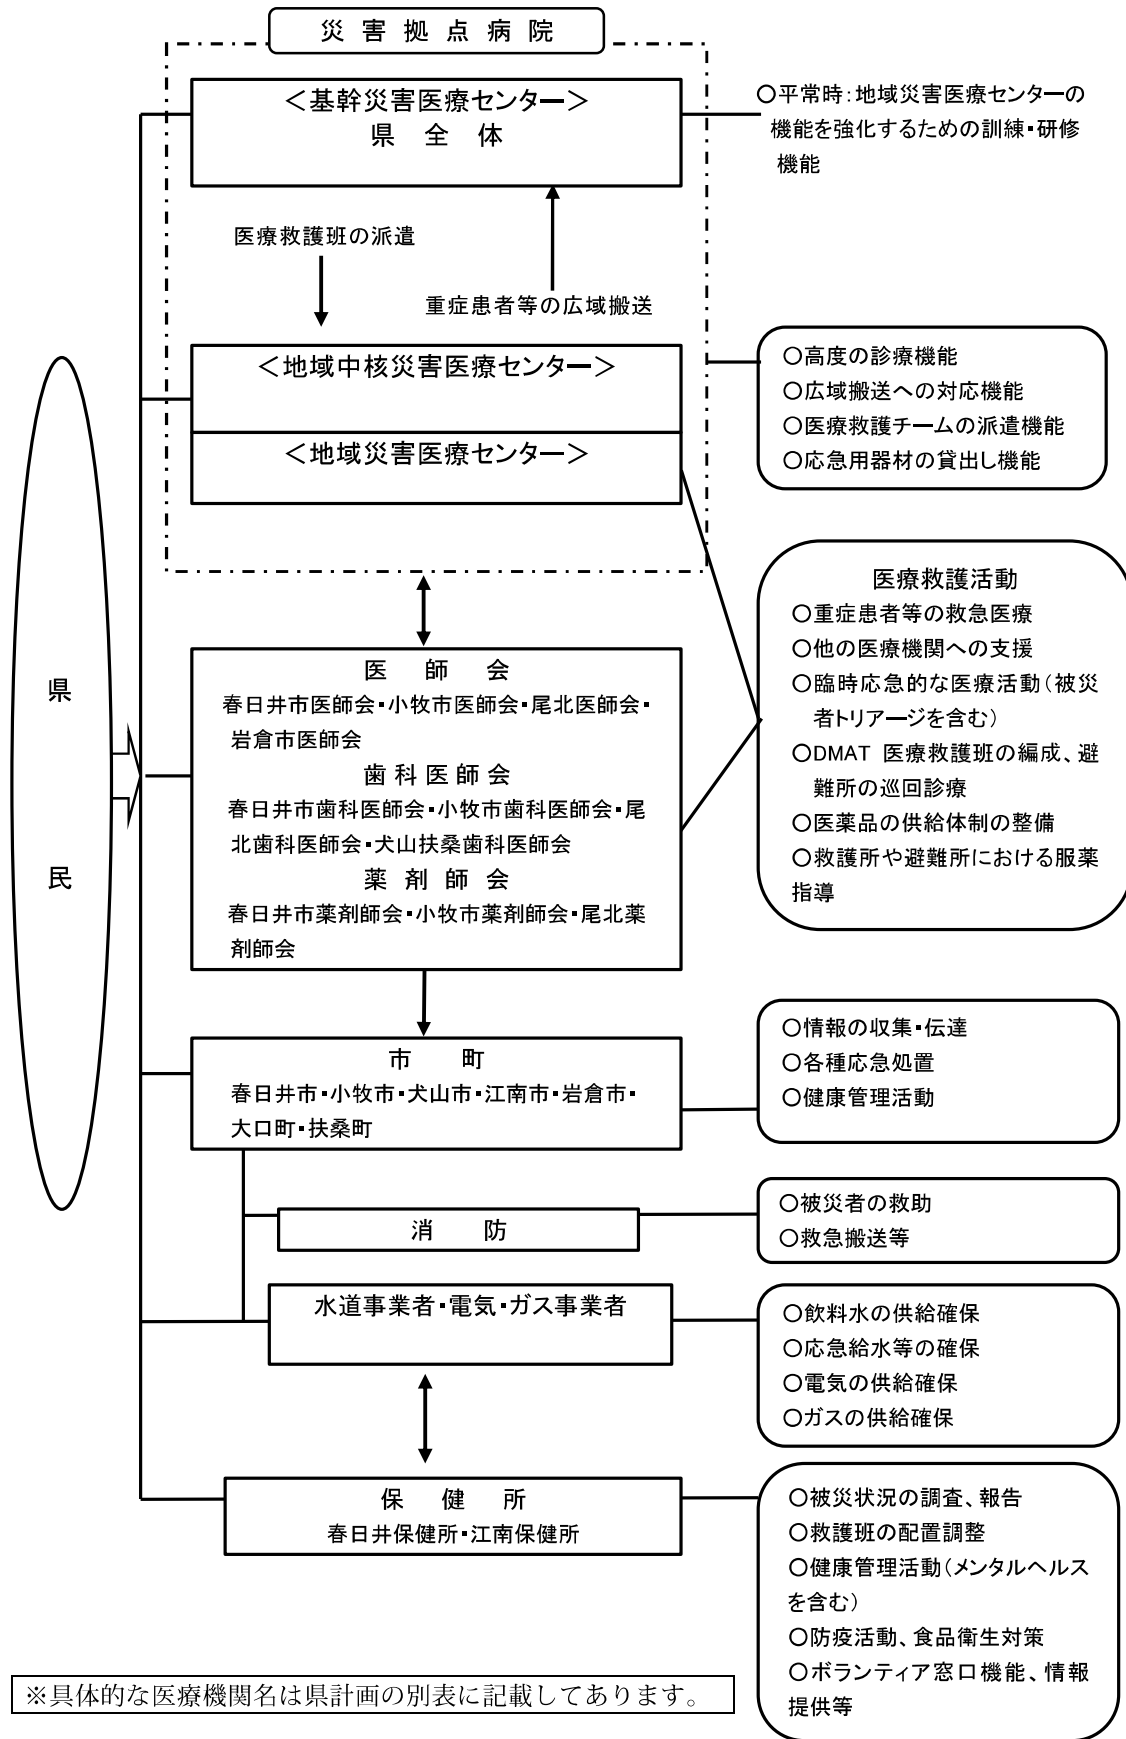 災害拠点病院
＜基幹災害医療センター＞
県全体
○平常時：地域災害医療センターの
機能を強化するための訓練・研修
機能
医療救護班の派遣
重症患者等の広域搬送
＜地域中核災害医療センター＞
＜地域災害医療センター＞
○高度の診療機能
○広域搬送への対応機能
○医療救護チームの派遣機能
○応急用器材の貸出し機能
県
民
医師会
春日井市医師会・小牧市医師会・尾北医師会・
岩倉市医師会
歯科医師会
春日井市歯科医師会・小牧市歯科医師会・尾
北歯科医師会・犬山扶桑歯科医師会
薬剤師会
春日井市薬剤師会・小牧市薬剤師会・尾北薬
剤師会
医療救護活動
○重症患者等の救急医療
○他の医療機関への支援
○臨時応急的な医療活動（被災
者トリアージを含む）
○DMAT 医療救護班の編成、避
難所の巡回診療
○医薬品の供給体制の整備
○救護所や避難所における服薬
指導
市町
春日井市・小牧市・犬山市・江南市・岩倉市・
大口町・扶桑町
○情報の収集・伝達
○各種応急処置
○健康管理活動
消防
○被災者の救助
○救急搬送等
水道事業者・電気・ガス事業者
○飲料水の供給確保
○応急給水等の確保
○電気の供給確保
○ガスの供給確保
保健所
春日井保健所・江南保健所
○被災状況の調査、報告
○救護班の配置調整
○健康管理活動（メンタルヘルス
を含む）
○防疫活動、食品衛生対策
○ボランティア窓口機能、情報
提供等
※具体的な医療機関名は県計画の別表に記載してあります。